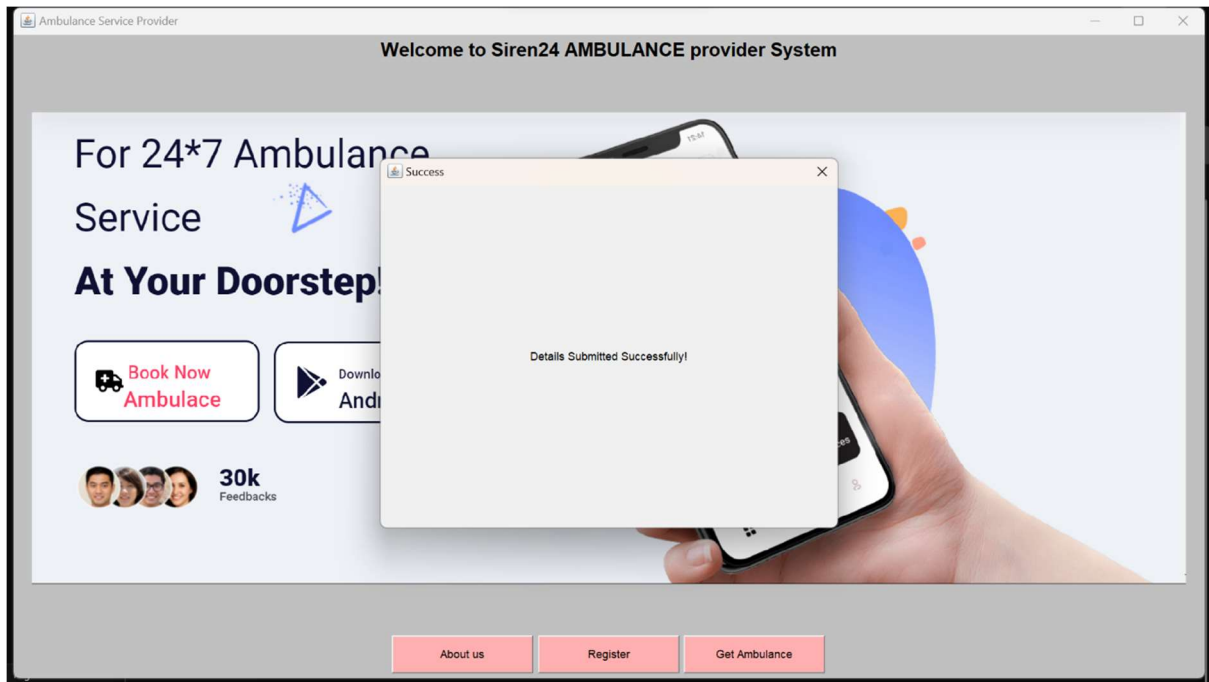 Ambulance Service Provider
Welcome to Siren24 AMBULANCE provider System
For 24*7 Ambulance
Service
At Your Doorstep!
Book Now
Ambulace
Downlo
Andr
30k
Feedbacks
Success
Details Submitted Successfully!
About us
Register
Get Ambulance